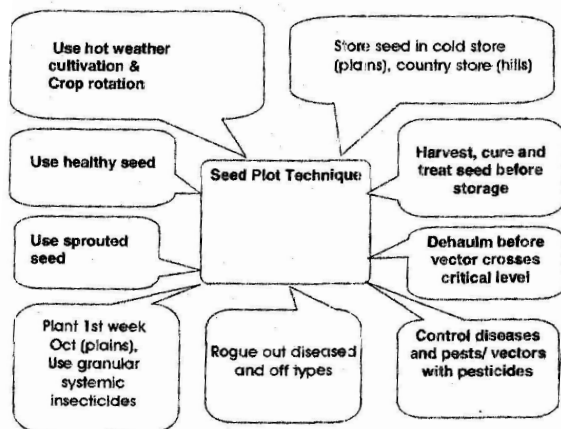 Use hot weather
cultivation &
Crop rotation
Store seed in cold store
(plains), country store (hills)
Use healthy seed
Seed Plot Technique
Harvest, cure and
treat seed before
storage
Use sprouted
seed
Dehaulm before
vector crosses
critical level
Plant 1st week
Oct (plains),
Use granular
systemic
insecticides
Rogue out diseased
and off types
Control diseases
and pests/ vectors
with pesticides